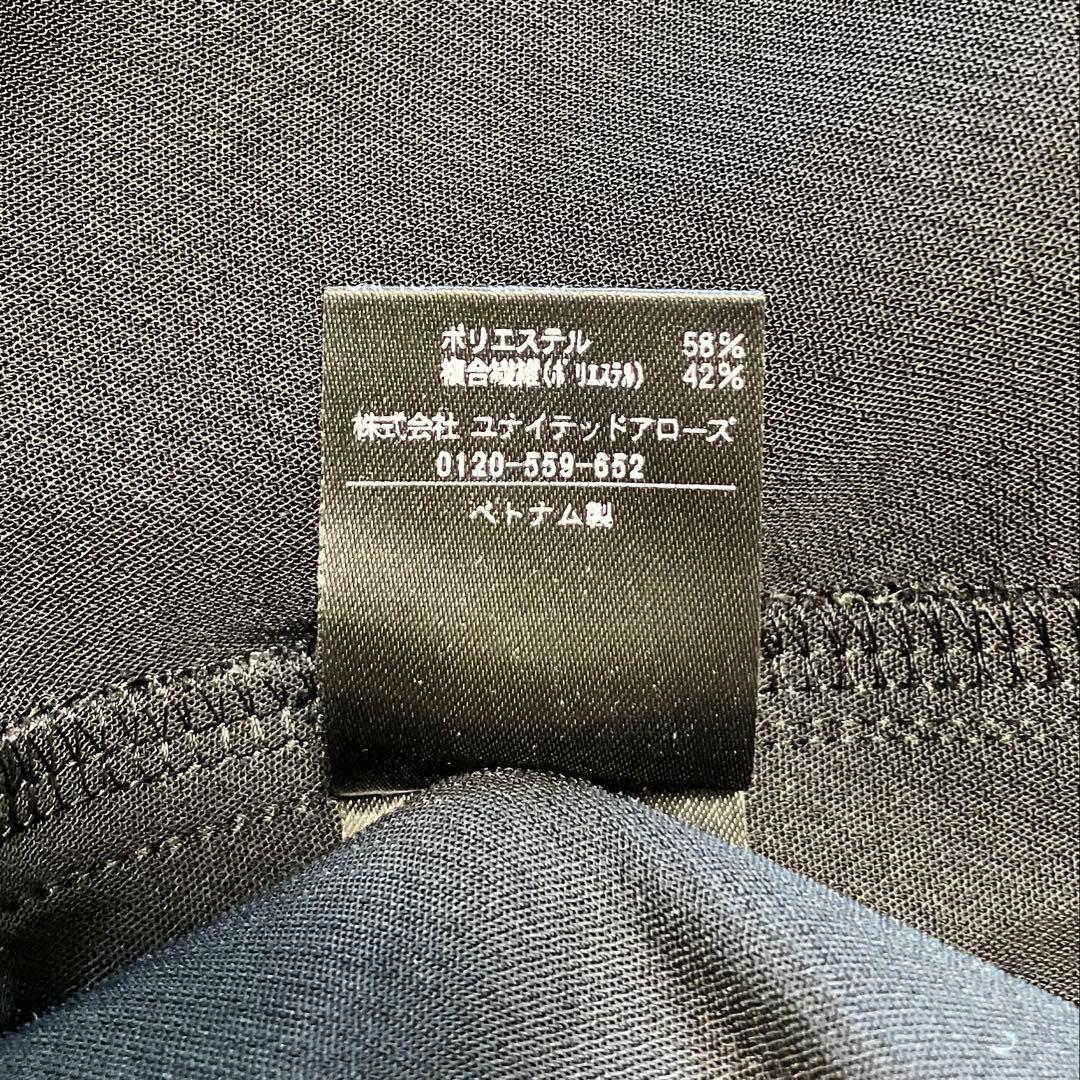 ポリエステル 58%
複合繊維(ポリエステル) 42%
株式会社 ユナイテッドアローズ
0120-559-652
ベトナム製